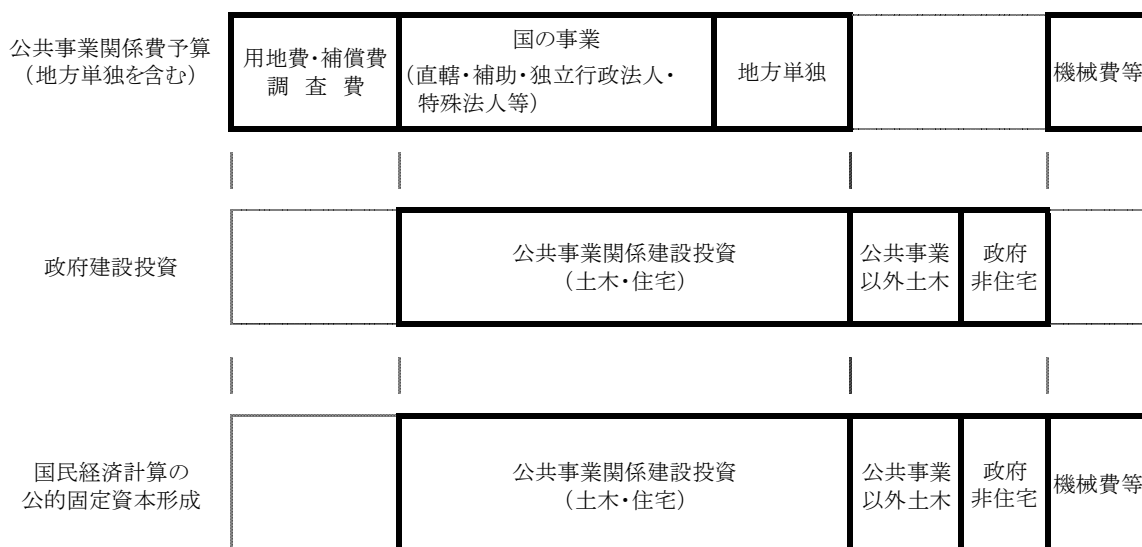 公共事業関係費予算
（地方単独を含む）
用地費・補償費
調 査 費
国の事業
（直轄・補助・独立行政法人・
特殊法人等）
地方単独
機械費等
政府建設投資
公共事業関係建設投資
（土木・住宅）
公共事業
以外土木
政府
非住宅
国民経済計算の
公的固定資本形成
公共事業関係建設投資
（土木・住宅）
公共事業
以外土木
政府
非住宅
機械費等